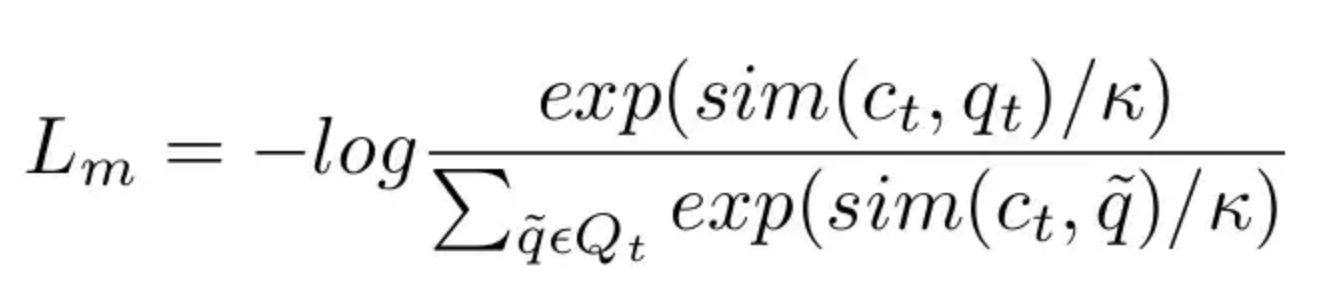 L_m = -log \frac{exp(sim(c_t, q_t)/κ)}{\sum_{\tilde{q} ϵ Q_t} exp(sim(c_t, \tilde{q})/κ)}